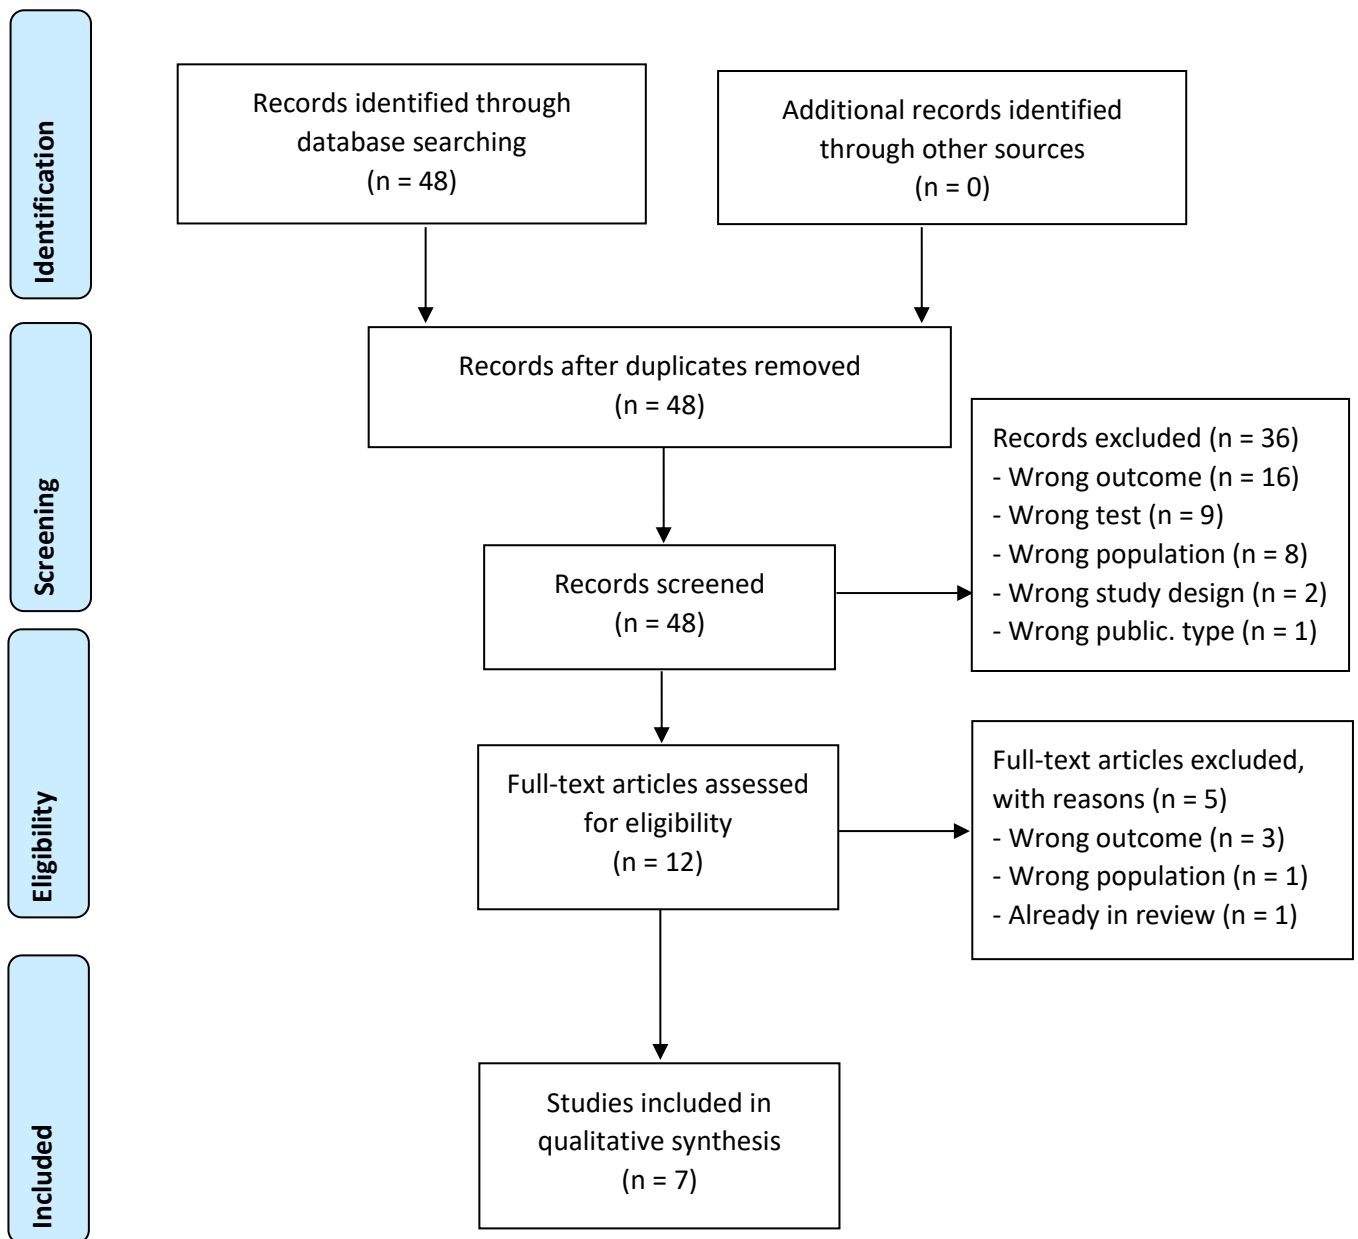 Identification
Records identified through
database searching
(n = 48)
Additional records identified
through other sources
(n = 0)
Screening
Records after duplicates removed
(n = 48)
Records screened
(n = 48)
Records excluded (n = 36)
- Wrong outcome (n = 16)
- Wrong test (n = 9)
- Wrong population (n = 8)
- Wrong study design (n = 2)
- Wrong public. type (n = 1)
Eligibility
Full-text articles assessed
for eligibility
(n = 12)
Full-text articles excluded,
with reasons (n = 5)
- Wrong outcome (n = 3)
- Wrong population (n = 1)
- Already in review (n = 1)
Included
Studies included in
qualitative synthesis
(n = 7)